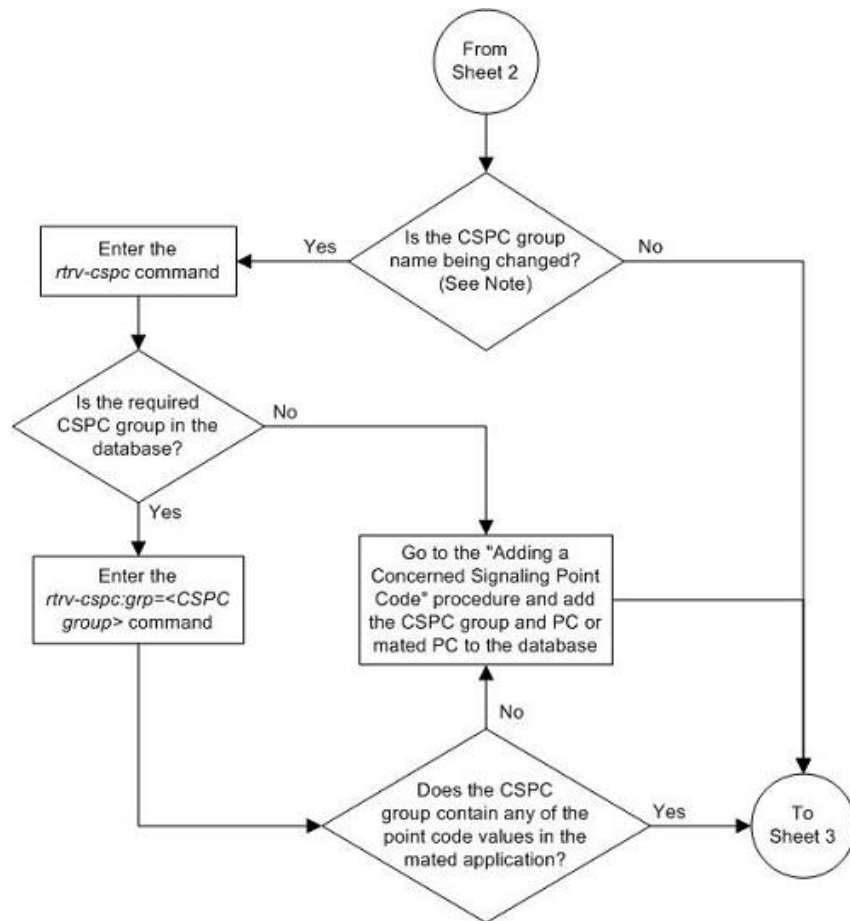 From
Sheet 2
Is the CSPC group
name being changed?
(See Note)
Yes
No
Enter the
rtrv-cspc command
Is the required
CSPC group in the
database?
No
Yes
Enter the
rtrv-cspc:grp=<CSPC
group> command
Go to the "Adding a
Concerned Signaling Point
Code" procedure and add
the CSPC group and PC or
mated PC to the database
No
Does the CSPC
group contain any of the
point code values in the
mated application?
Yes
To
Sheet 3